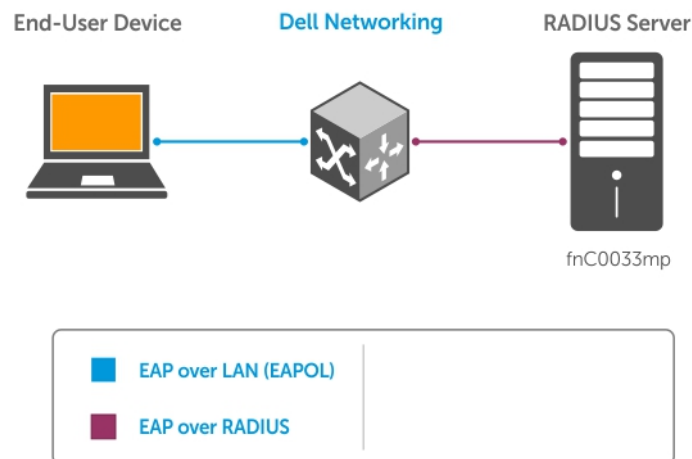 End-User Device
Dell Networking
RADIUS Server
fnC0033mp
EAP over LAN (EAPOL)
EAP over RADIUS